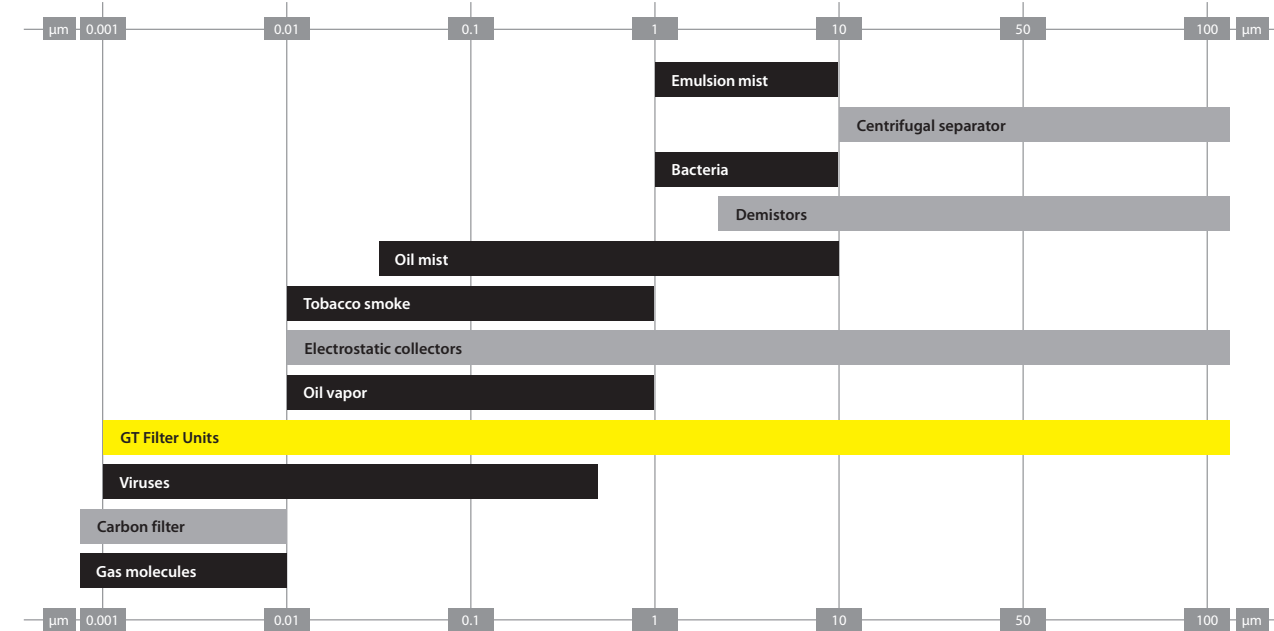 μm 0.001 0.01 0.1 1 10 50 100 μm
Emulsion mist
Centrifugal separator
Bacteria
Demistors
Oil mist
Tobacco smoke
Electrostatic collectors
Oil vapor
GT Filter Units
Viruses
Carbon filter
Gas molecules
μm 0.001 0.01 0.1 1 10 50 100 μm